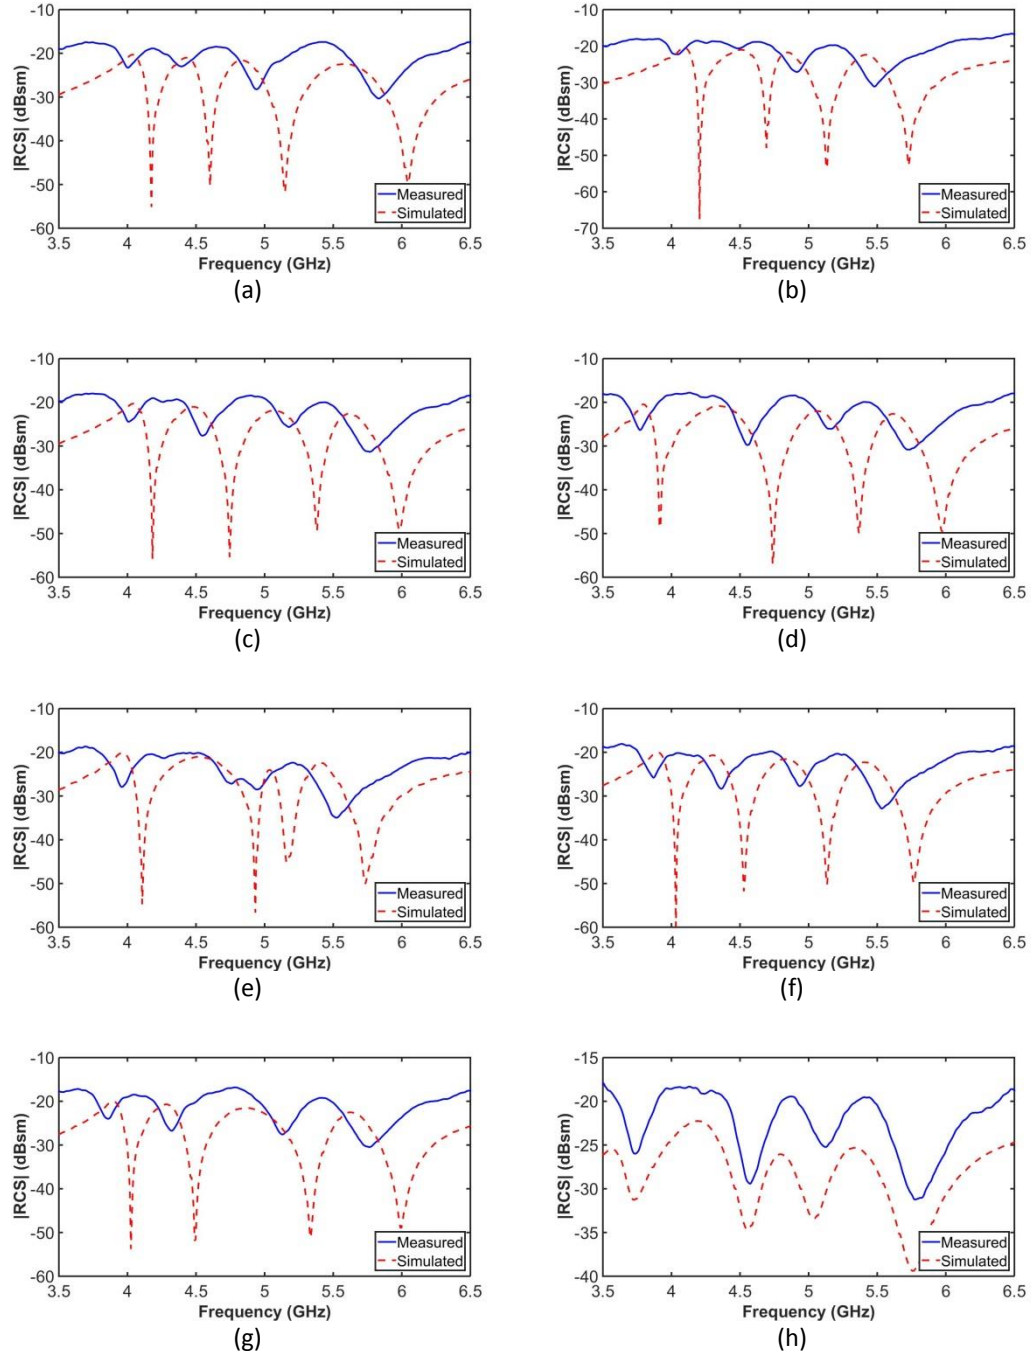 -10
-20
-30
-40
-50
-60
|RCS| (dBsm)
Measured
Simulated
3.5 4 4.5 5 5.5 6 6.5
Frequency (GHz)
(a)
-10
-20
-30
-40
-50
-60
-70
|RCS| (dBsm)
Measured
Simulated
3.5 4 4.5 5 5.5 6 6.5
Frequency (GHz)
(b)
-10
-20
-30
-40
-50
-60
|RCS| (dBsm)
Measured
Simulated
3.5 4 4.5 5 5.5 6 6.5
Frequency (GHz)
(c)
-10
-20
-30
-40
-50
-60
|RCS| (dBsm)
Measured
Simulated
3.5 4 4.5 5 5.5 6 6.5
Frequency (GHz)
(d)
-10
-20
-30
-40
-50
-60
|RCS| (dBsm)
Measured
Simulated
3.5 4 4.5 5 5.5 6 6.5
Frequency (GHz)
(e)
-10
-20
-30
-40
-50
-60
|RCS| (dBsm)
Measured
Simulated
3.5 4 4.5 5 5.5 6 6.5
Frequency (GHz)
(f)
-10
-20
-30
-40
-50
-60
|RCS| (dBsm)
Measured
Simulated
3.5 4 4.5 5 5.5 6 6.5
Frequency (GHz)
(g)
-15
-20
-25
-30
-35
-40
|RCS| (dBsm)
Measured
Simulated
3.5 4 4.5 5 5.5 6 6.5
Frequency (GHz)
(h)